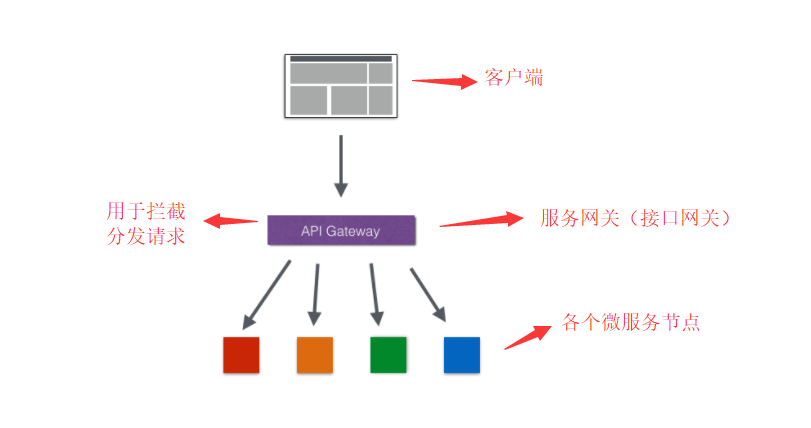 客户端
用于拦截
分发请求
API Gateway
服务网关（接口网关）
各个微服务节点